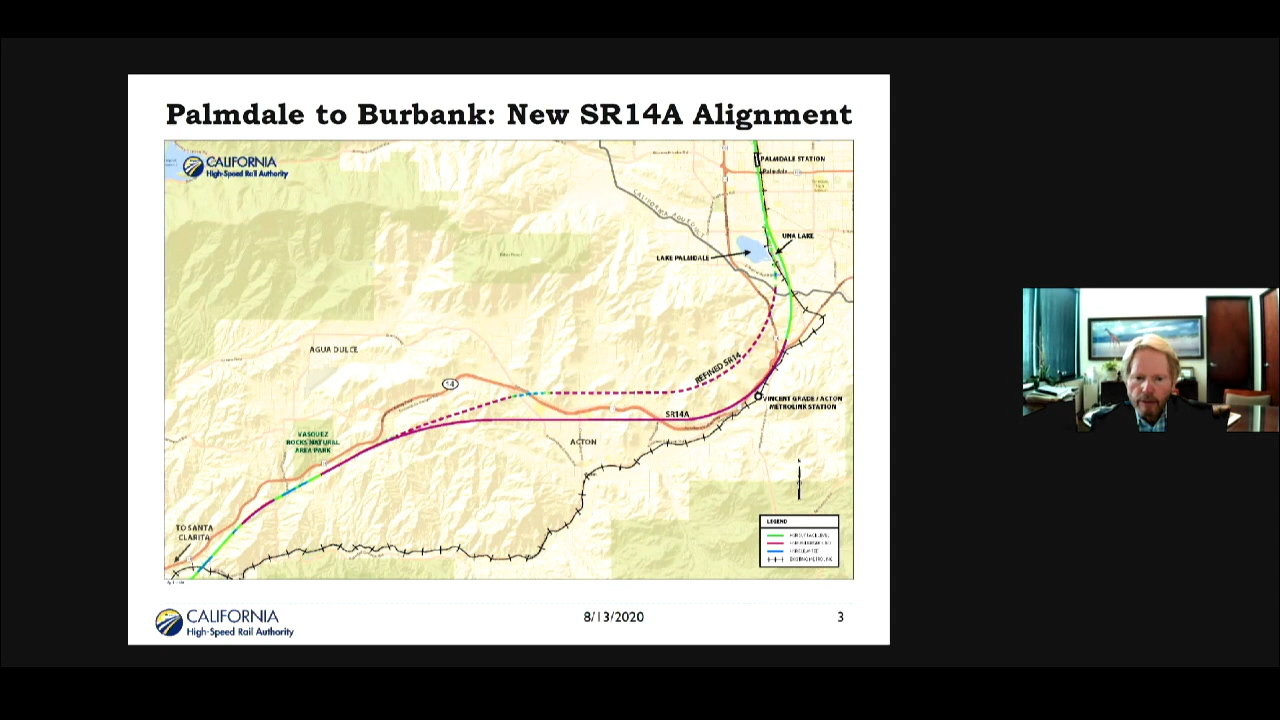 Palmdale to Burbank: New SR14A Alignment
CALIFORNIA
High-Speed Rail Authority
PALMDALE STATION
Palmdale
CALIFORNIA AQUEDUCT
UNA LAKE
LAKE PALMDALE
AGUA DULCE
REFINED SR14
14
VINCENT GRADE / ACTON
METROLINK STATION
SR14A
VASQUEZ
ROCKS NATURAL
AREA PARK
ACTON
TO SANTA
CLARITA
LEGEND
CALIFORNIA
High-Speed Rail Authority
8/13/2020
3